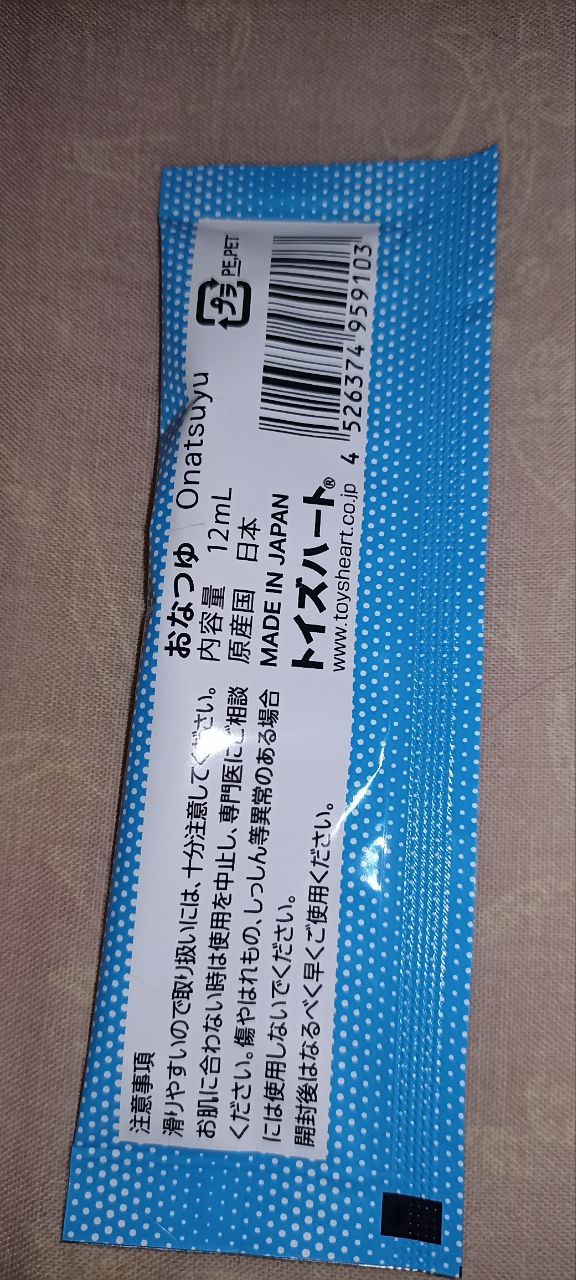 注意事項
滑りやすいので取り扱いには、十分注意してください。
お肌に合わない時は使用を中止し、専門医にご相談
ください。傷やはれもの、しっしん等異常のある場合
には使用しないでください。
開封後はなるべく早くご使用ください。
おなつゆ Onatsuyu
内容量 12mL
原産国 日本
MADE IN JAPAN
トイズハート®
www.toysheart.co.jp
プラ PE,PET
4 526374 959103